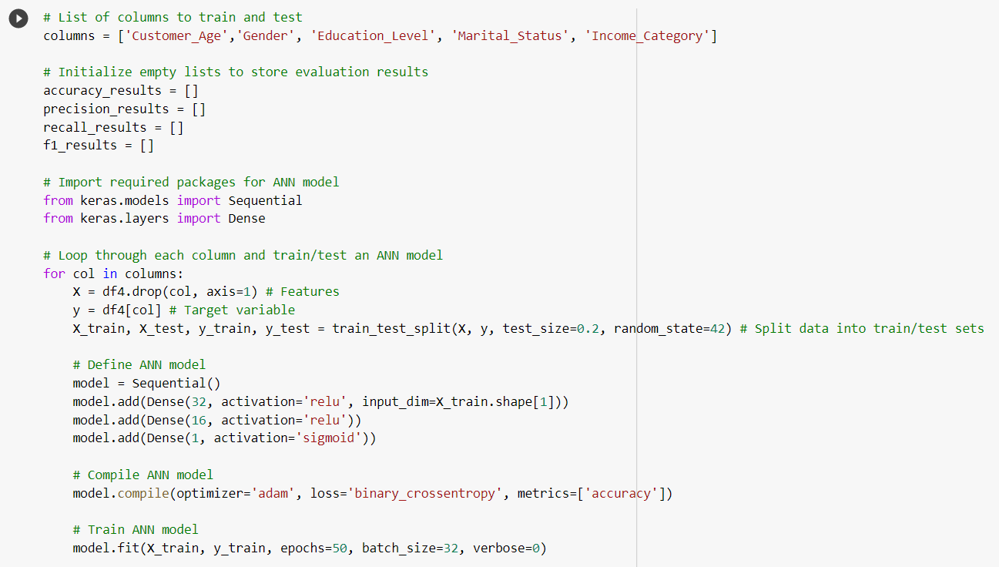 # List of columns to train and test
columns = ['Customer_Age','Gender', 'Education_Level', 'Marital_Status', 'Income_Category']
# Initialize empty lists to store evaluation results
accuracy_results = []
precision_results = []
recall_results = []
f1_results = []
# Import required packages for ANN model
from keras.models import Sequential
from keras.layers import Dense
# Loop through each column and train/test an ANN model
for col in columns:
    X = df4.drop(col, axis=1) # Features
    y = df4[col] # Target variable
    X_train, X_test, y_train, y_test = train_test_split(X, y, test_size=0.2, random_state=42) # Split data into train/test sets
    # Define ANN model
    model = Sequential()
    model.add(Dense(32, activation='relu', input_dim=X_train.shape[1]))
    model.add(Dense(16, activation='relu'))
    model.add(Dense(1, activation='sigmoid'))
    # Compile ANN model
    model.compile(optimizer='adam', loss='binary_crossentropy', metrics=['accuracy'])
    # Train ANN model
    model.fit(X_train, y_train, epochs=50, batch_size=32, verbose=0)